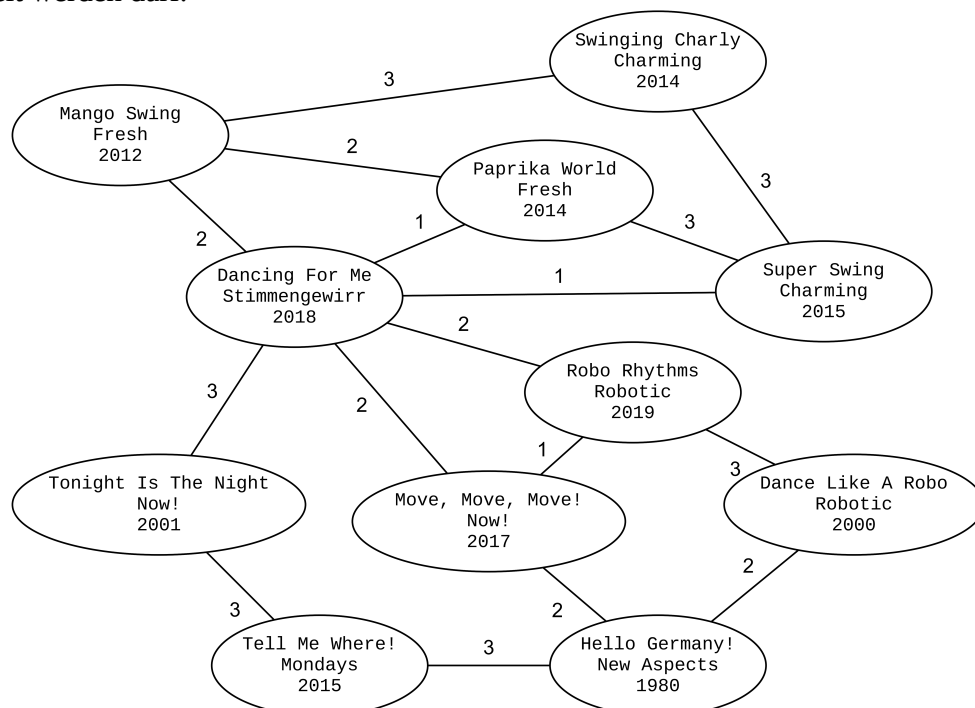 Swinging Charly
Charming
2014
3
Mango Swing
Fresh
2012
2
Paprika World
Fresh
2014
3
1
3
2
Dancing For Me
Stimmengewirr
2018
1
Super Swing
Charming
2015
2
Robo Rhythms
Robotic
2019
3
2
1
3
Tonight Is The Night
Now!
2001
Move, Move, Move!
Now!
2017
Dance Like A Robo
Robotic
2000
2
3
2
Tell Me Where!
Mondays
2015
3
Hello Germany!
New Aspects
1980